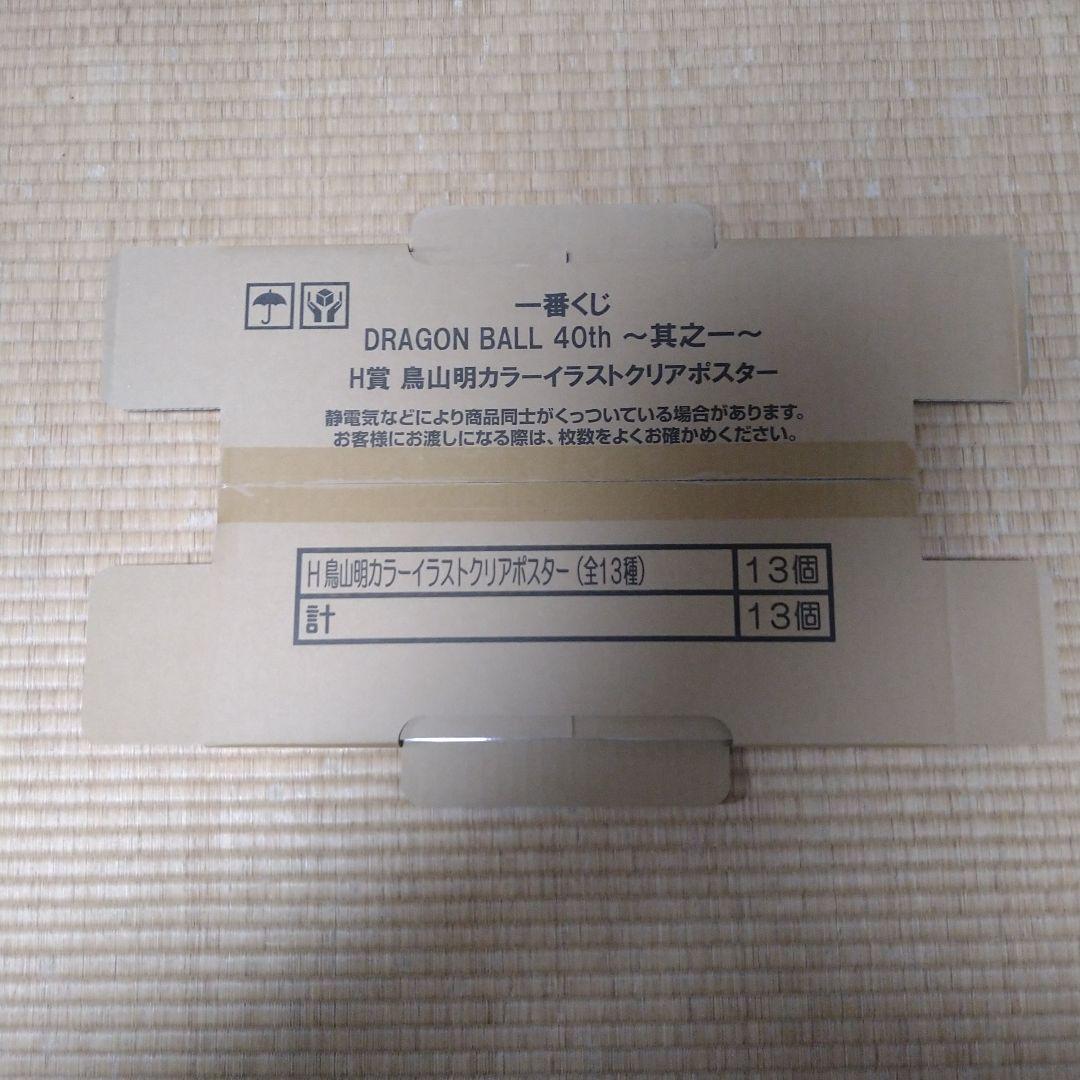 一番くじ
DRAGON BALL 40th ～其之一～
H賞 鳥山明カラーイラストクリアポスター
静電気などにより商品同士がくっついている場合があります。
お客様にお渡しになる際は、枚数をよくお確かめください。
H 鳥山明カラーイラストクリアポスター（全13種） 13個
計 13個